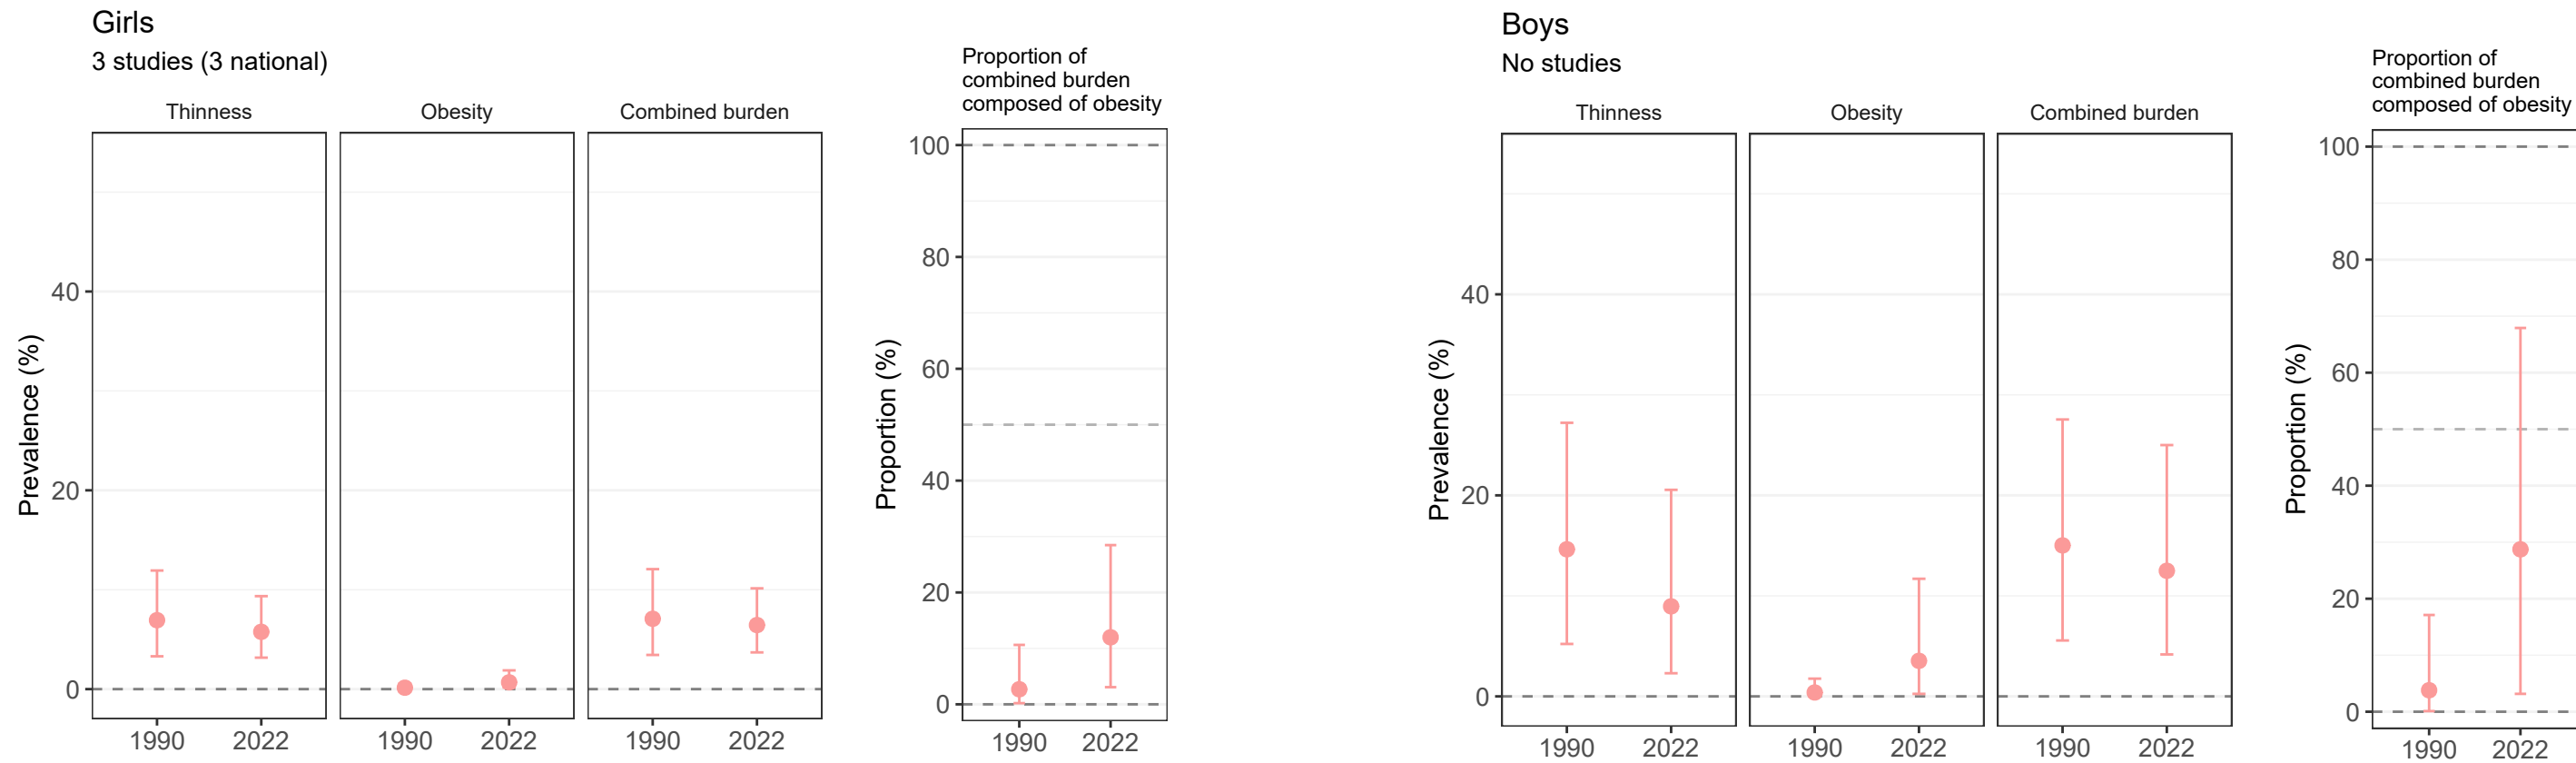 Girls
3 studies (3 national)
Thinness
Obesity
Combined burden
Proportion of
combined burden
composed of obesity
Prevalence (%)
40
20
0
1990 2022
1990 2022
1990 2022
Proportion (%)
100
80
60
40
20
0
1990 2022
Boys
No studies
Thinness
Obesity
Combined burden
Proportion of
combined burden
composed of obesity
Prevalence (%)
40
20
0
1990 2022
1990 2022
1990 2022
Proportion (%)
100
80
60
40
20
0
1990 2022